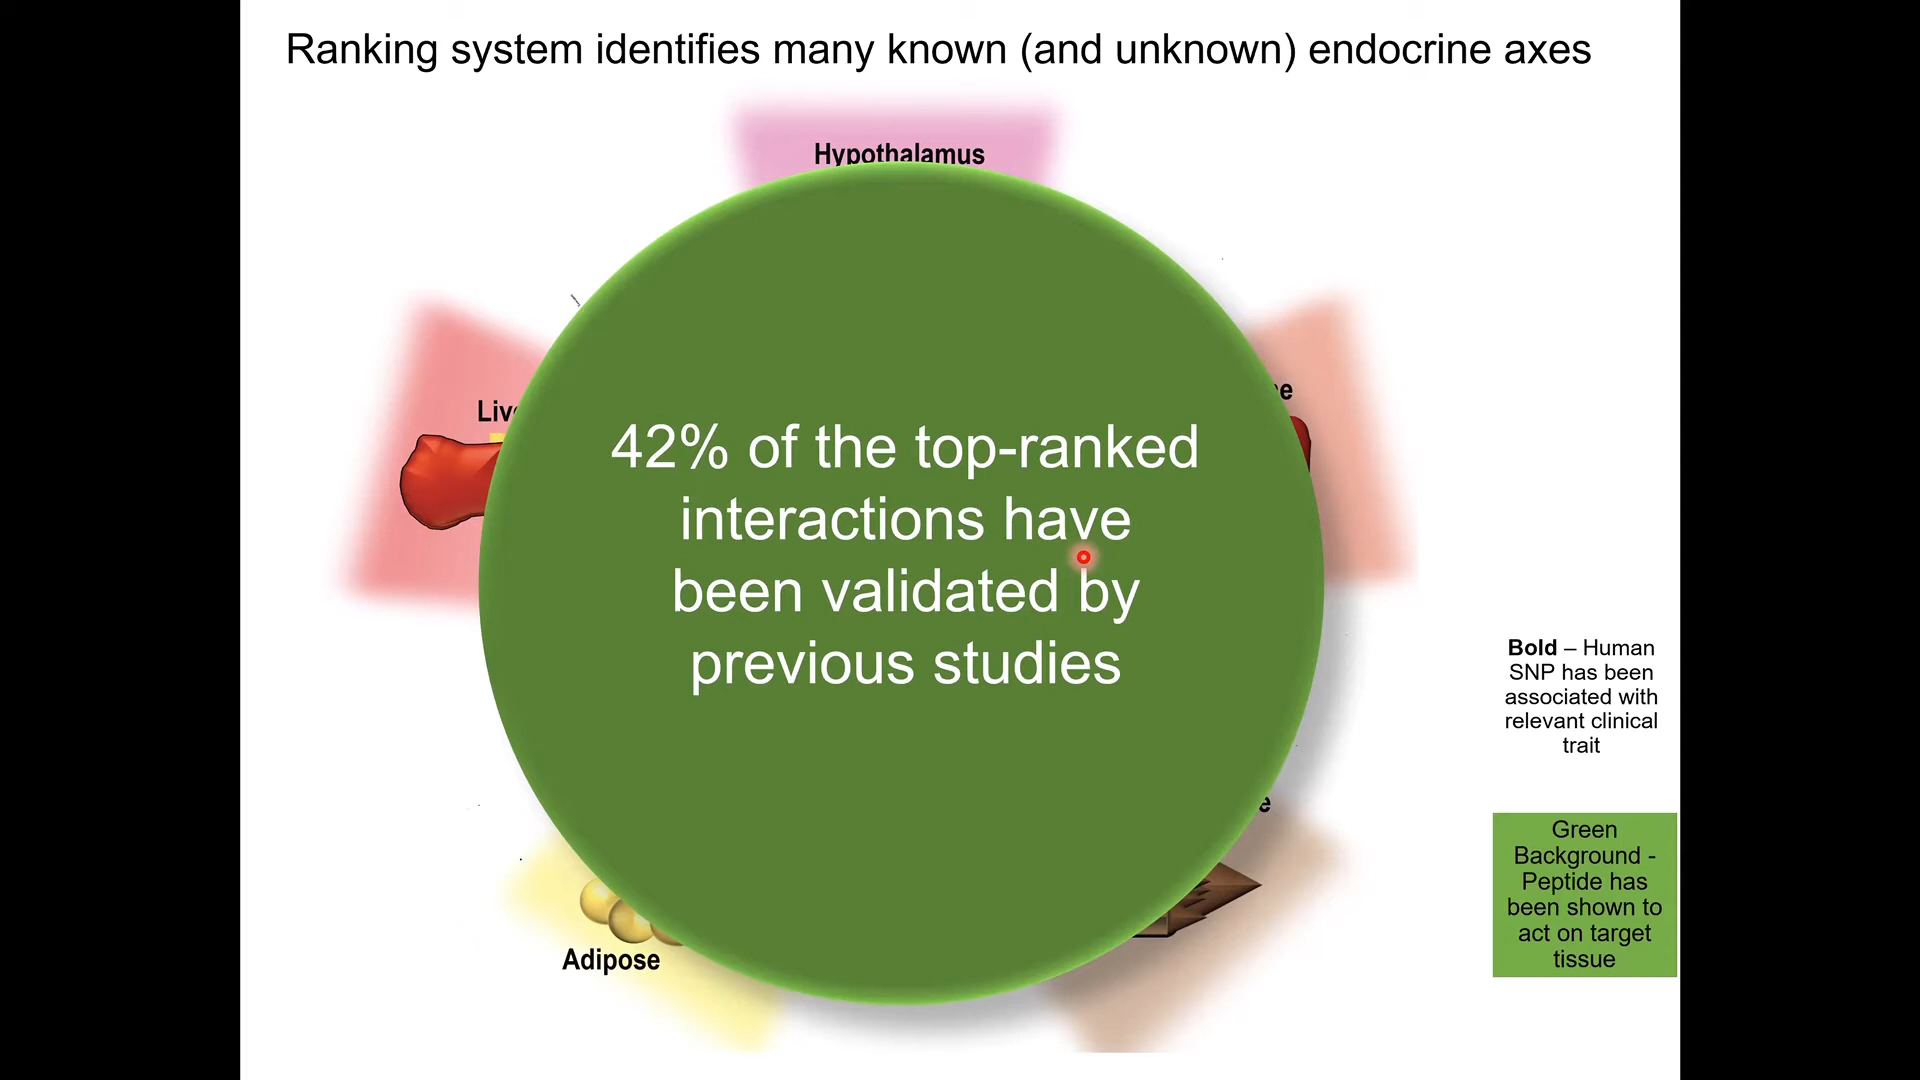 Ranking system identifies many known (and unknown) endocrine axes
Hypothalamus
42% of the top-ranked
interactions have
been validated by
previous studies
Bold – Human
SNP has been
associated with
relevant clinical
trait
Green
Background -
Peptide has
been shown to
act on target
tissue
Adipose